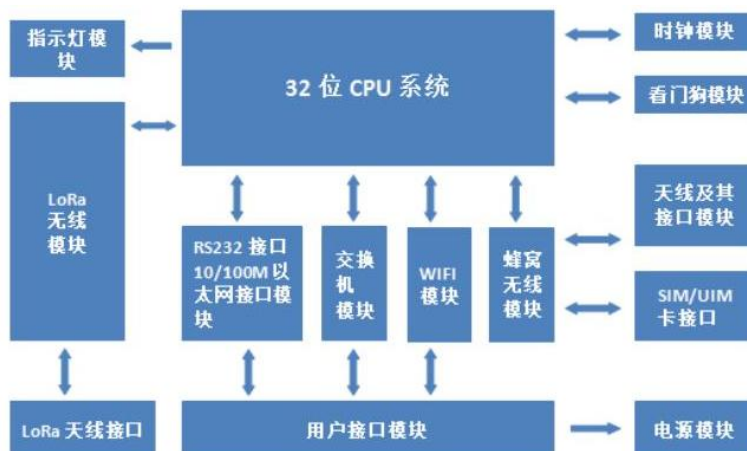 指示灯模
块
32 位 CPU 系统
时钟模块
看门狗模块
LoRa
无线
模块
天线及其
接口模块
RS232 接口
10/100M 以
太网接口模
块
交换
机
模块
WIFI
模块
蜂窝
无线
模块
SIM/UIM
卡接口
LoRa 天线接口
用户接口模块
电源模块